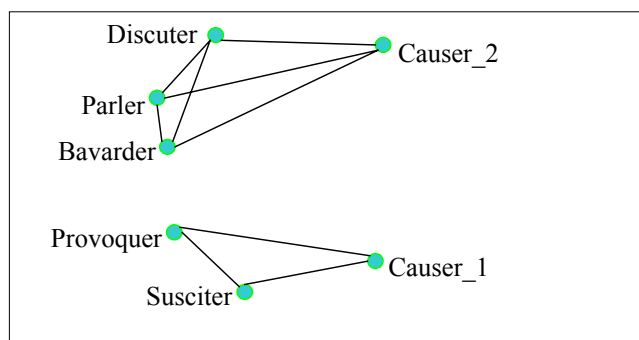 Discuter
Causer_2
Parler
Bavarder
Provoquer
Causer_1
Susciter